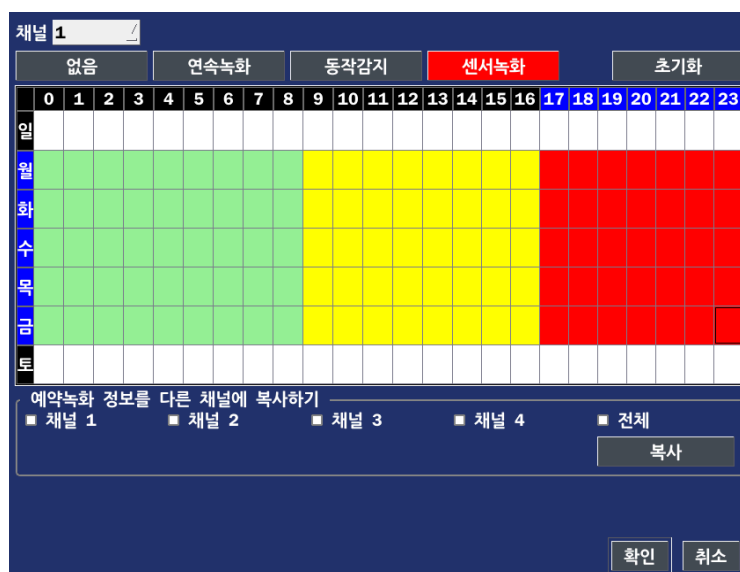 채널 1
없음 연속녹화 동작감지 센서녹화 초기화
0 1 2 3 4 5 6 7 8 9 10 11 12 13 14 15 16 17 18 19 20 21 22 23
일
월
화
수
목
금
토
예약녹화 정보를 다른 채널에 복사하기
채널 1 채널 2 채널 3 채널 4 전체
복사
확인 취소